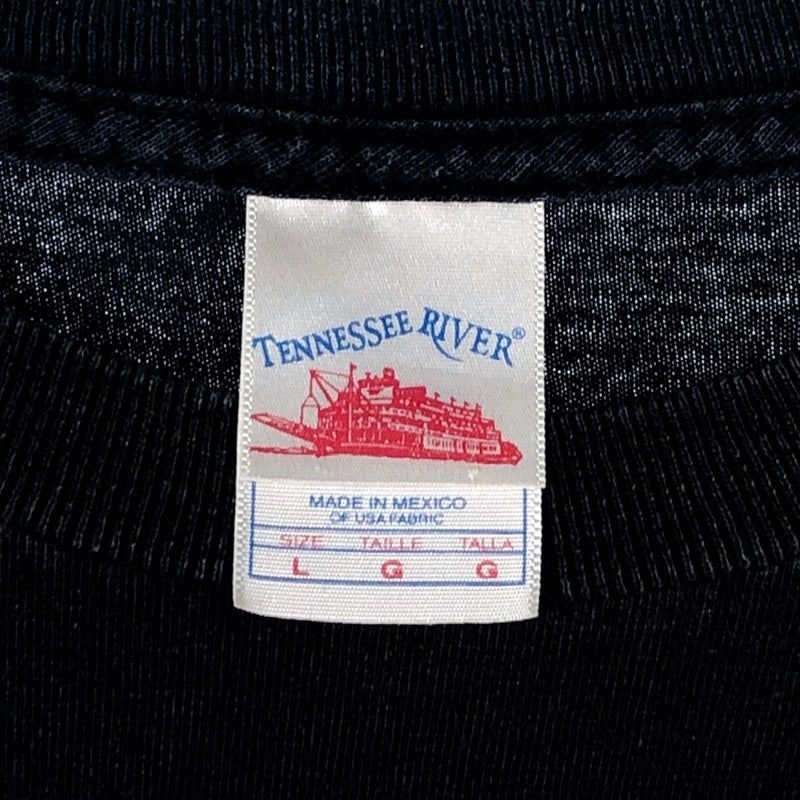 TENNESSEE RIVER®
MADE IN MEXICO
OF USA FABRIC
SIZE TAILLE TALLA
L G G